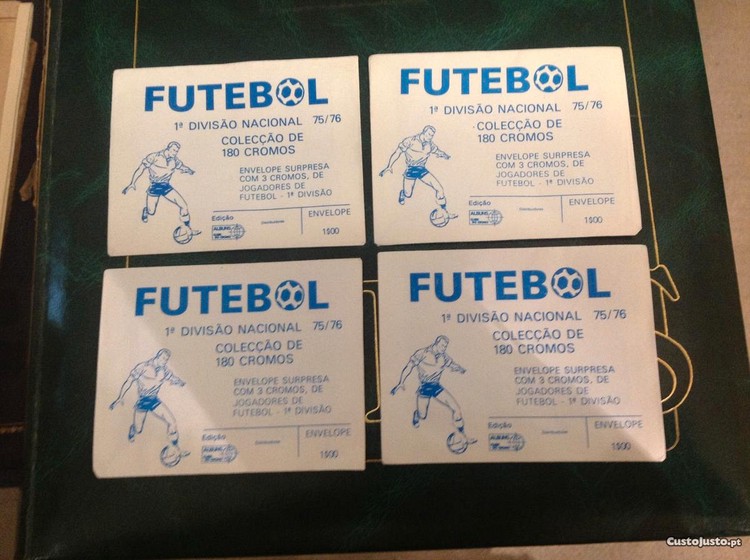 FUTEBOL
1ª DIVISÃO NACIONAL 75/76
COLECÇÃO DE
180 CROMOS
ENVELOPE SURPRESA
COM 3 CROMOS, DE
JOGADORES DE
FUTEBOL - 1ª DIVISÃO
Edição
Distribuidores
ENVELOPE
1$00
FUTEBOL
1ª DIVISÃO NACIONAL 75/76
COLECÇÃO DE
180 CROMOS
ENVELOPE SURPRESA
COM 3 CROMOS, DE
JOGADORES DE
FUTEBOL - 1ª DIVISÃO
Edição
Distribuidores
ENVELOPE
1$00
FUTEBOL
1ª DIVISÃO NACIONAL 75/76
COLECÇÃO DE
180 CROMOS
ENVELOPE SURPRESA
COM 3 CROMOS, DE
JOGADORES DE
FUTEBOL - 1ª DIVISÃO
Edição
Distribuidores
ENVELOPE
1$00
FUTEBOL
1ª DIVISÃO NACIONAL 75/76
COLECÇÃO DE
180 CROMOS
ENVELOPE SURPRESA
COM 3 CROMOS, DE
JOGADORES DE
FUTEBOL - 1ª DIVISÃO
Edição
Distribuidores
ENVELOPE
1$00
CustoJusto.pt